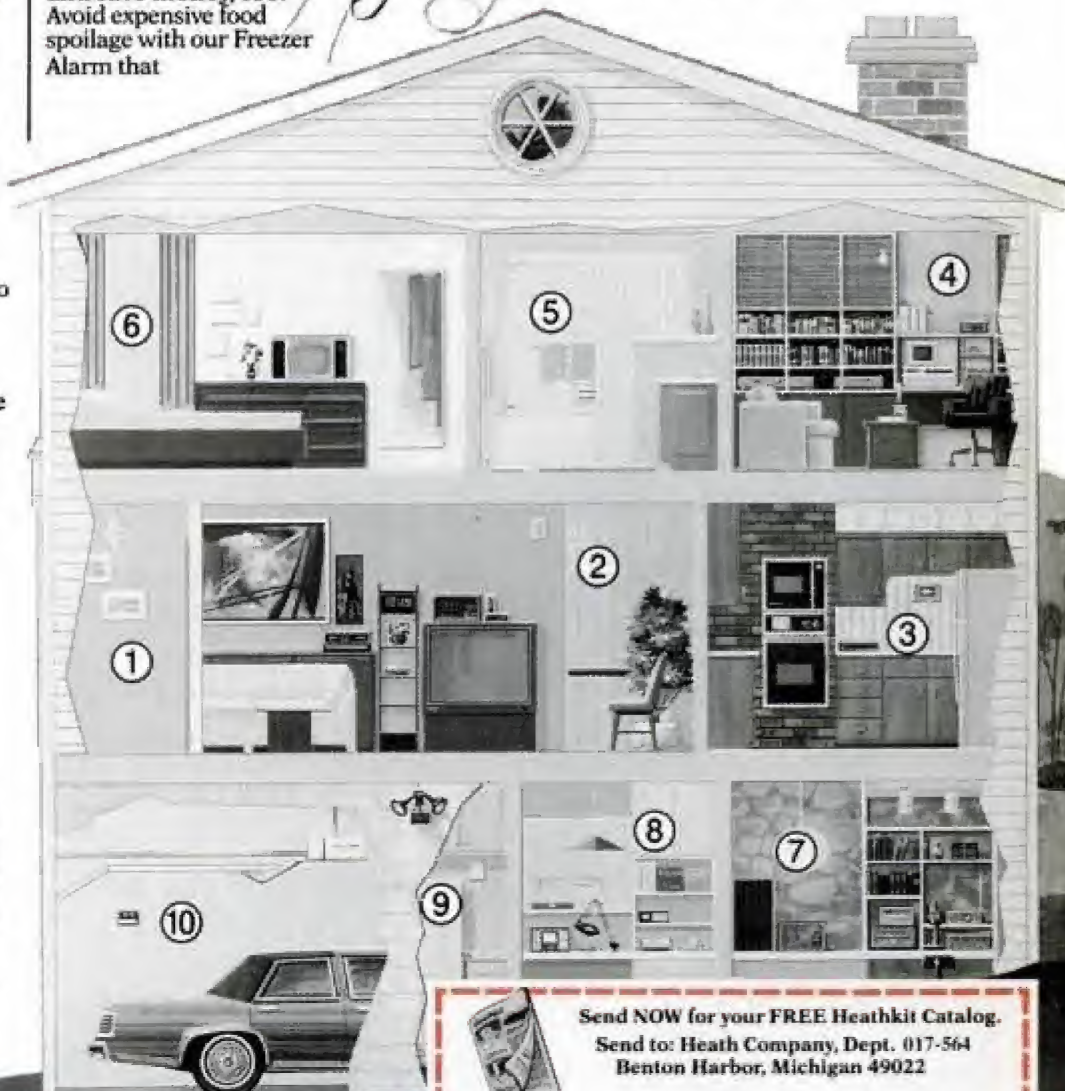 Avoid expensive food
spoilage with our Freezer
Alarm that
6
5
4
1
2
3
10
9
8
7
Send NOW for your FREE Heathkit Catalog.
Send to: Heath Company, Dept. 017-564
Benton Harbor, Michigan 49022